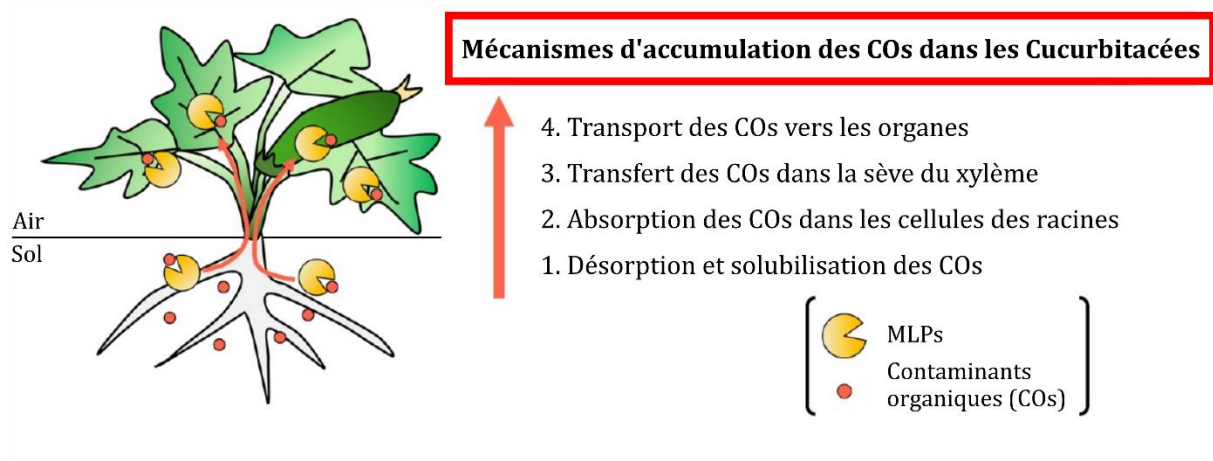 Mécanismes d'accumulation des COs dans les Cucurbitacées
4. Transport des COs vers les organes
3. Transfert des COs dans la sève du xylème
2. Absorption des COs dans les cellules des racines
1. Désorption et solubilisation des COs
Air
Sol
MLPs
Contaminants
organiques (COs)